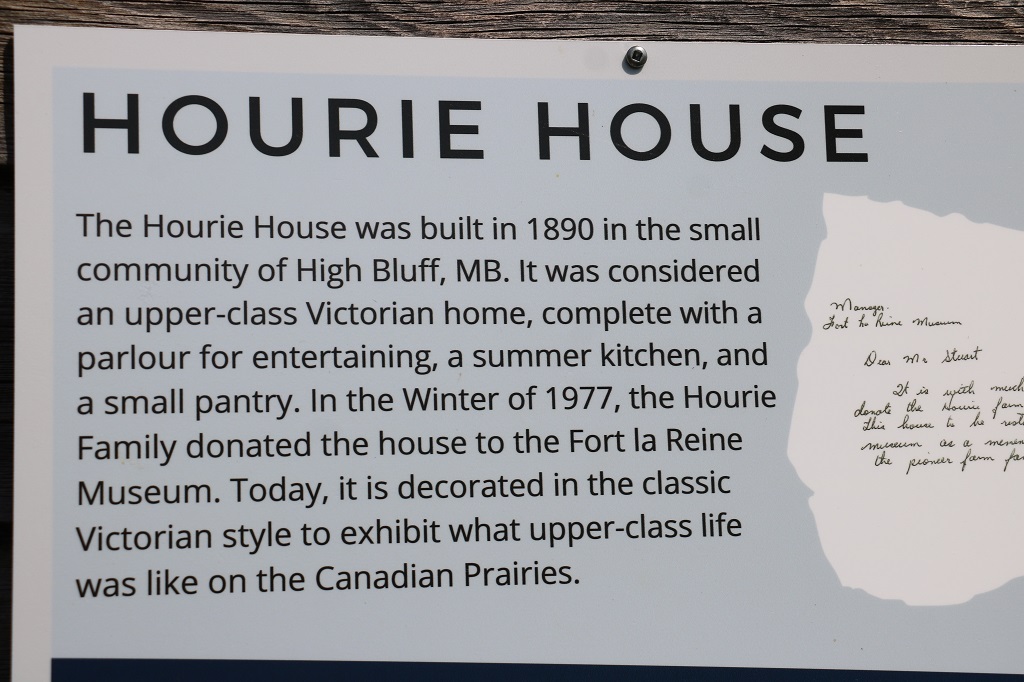 HOURIE HOUSE
The Hourie House was built in 1890 in the small
community of High Bluff, MB. It was considered
an upper-class Victorian home, complete with a
parlour for entertaining, a summer kitchen, and
a small pantry. In the Winter of 1977, the Hourie
Family donated the house to the Fort la Reine
Museum. Today, it is decorated in the classic
Victorian style to exhibit what upper-class life
was like on the Canadian Prairies.
Manager.
Fort la Reine Museum
Dear Mr Stuart
It is with much
donate the Hourie farm
this house to be
museum as a
the pioneer farm